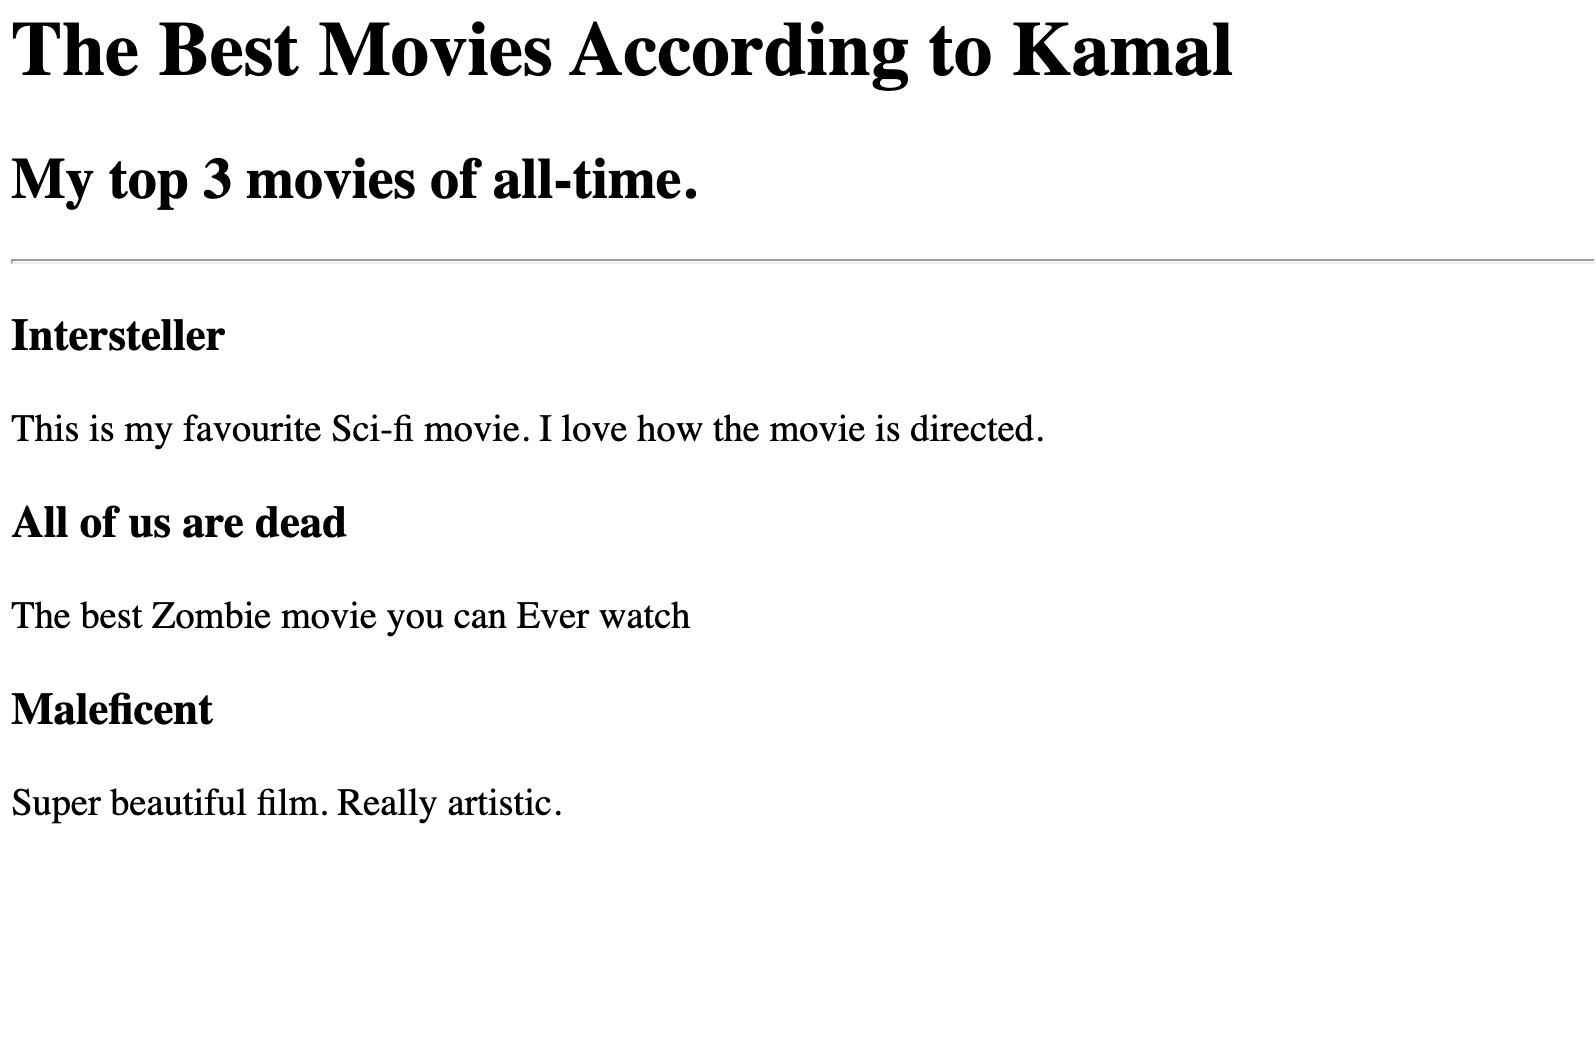 The Best Movies According to Kamal
My top 3 movies of all-time.
Intersteller
This is my favourite Sci-fi movie. I love how the movie is directed.
All of us are dead
The best Zombie movie you can Ever watch
Maleficent
Super beautiful film. Really artistic.